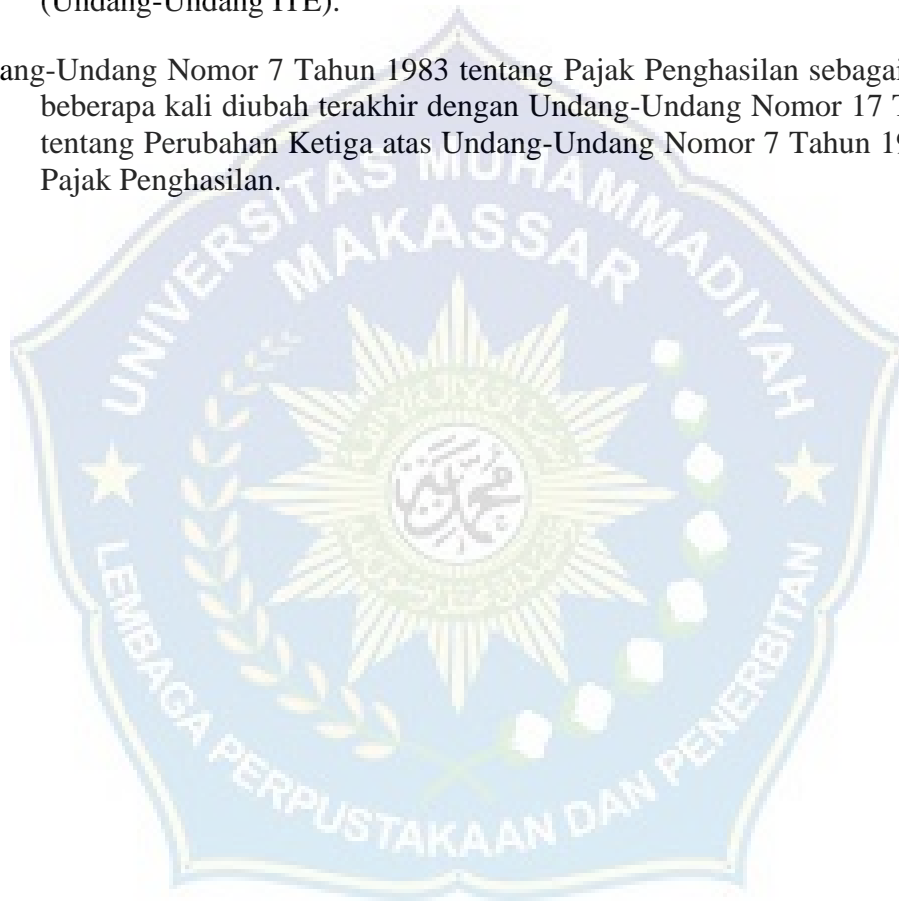 (Undang-Undang ITE).
ang-Undang Nomor 7 Tahun 1983 tentang Pajak Penghasilan sebagai
beberapa kali diubah terakhir dengan Undang-Undang Nomor 17 T
tentang Perubahan Ketiga atas Undang-Undang Nomor 7 Tahun 19
Pajak Penghasilan.
UNIVERSITAS MUHAMMADIYAH
MAKASSAR
LEMBAGA PERPUSTAKAAN DAN PENERBITAN